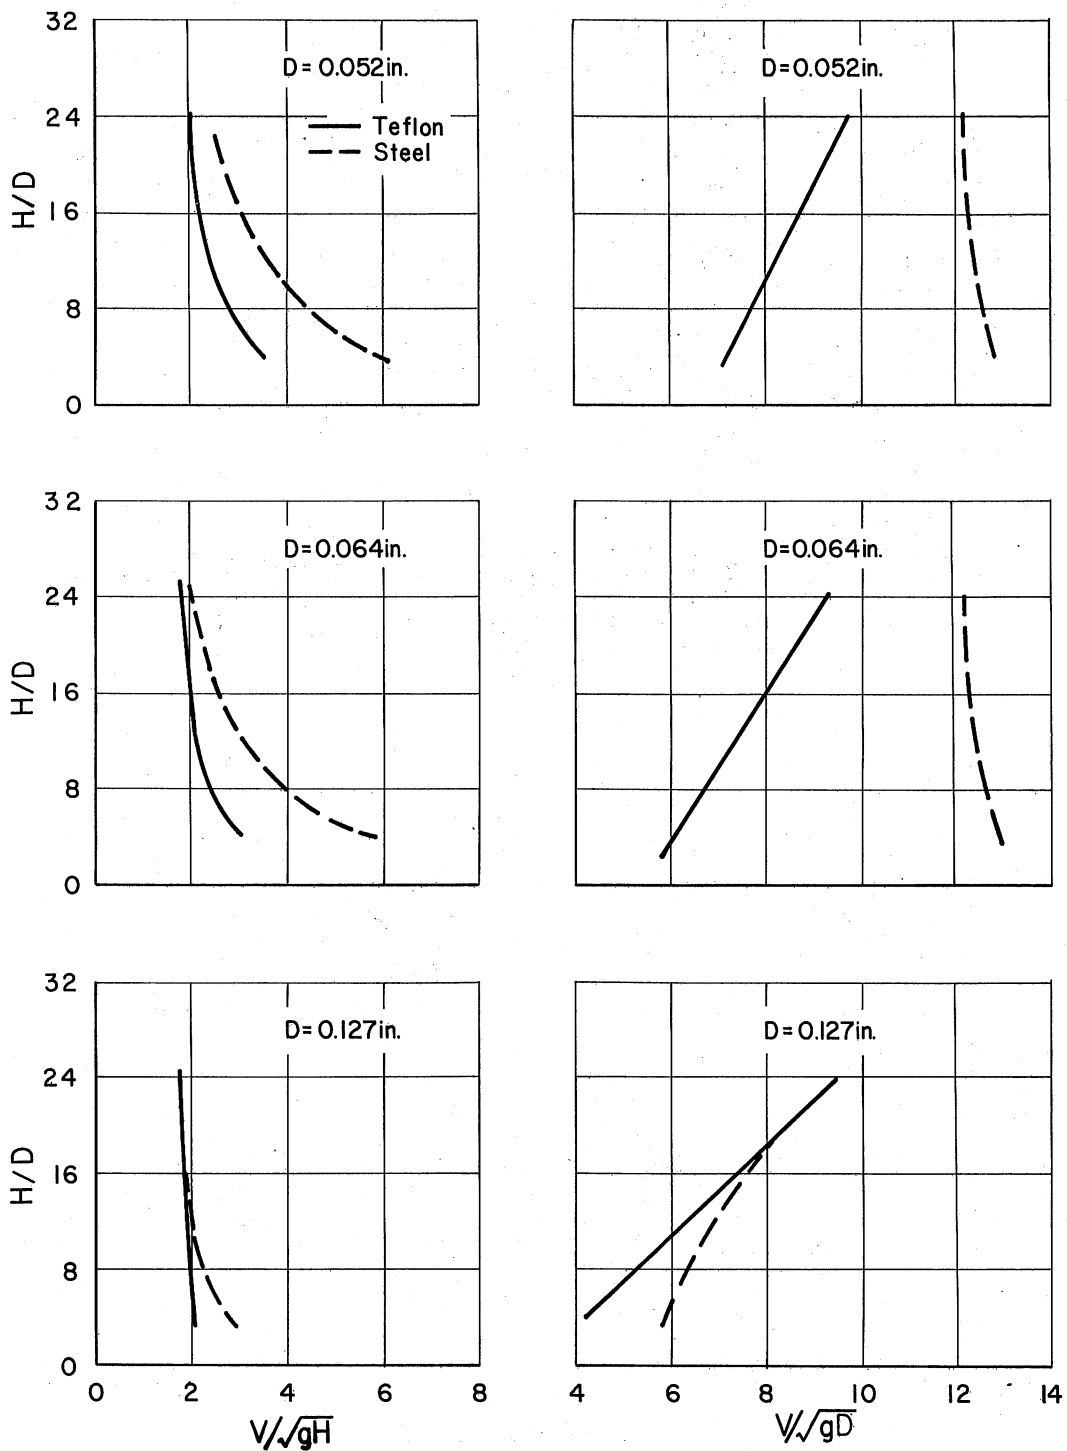 32
D = 0.052in.
D = 0.052in.
24
Teflon
Steel
H/D
16
8
0
32
D = 0.064in.
D = 0.064in.
24
H/D
16
8
0
32
D = 0.127in.
D = 0.127in.
24
H/D
16
8
0
0 2 4 6 8
4 6 8 10 12 14
V/√gH
V/√gD